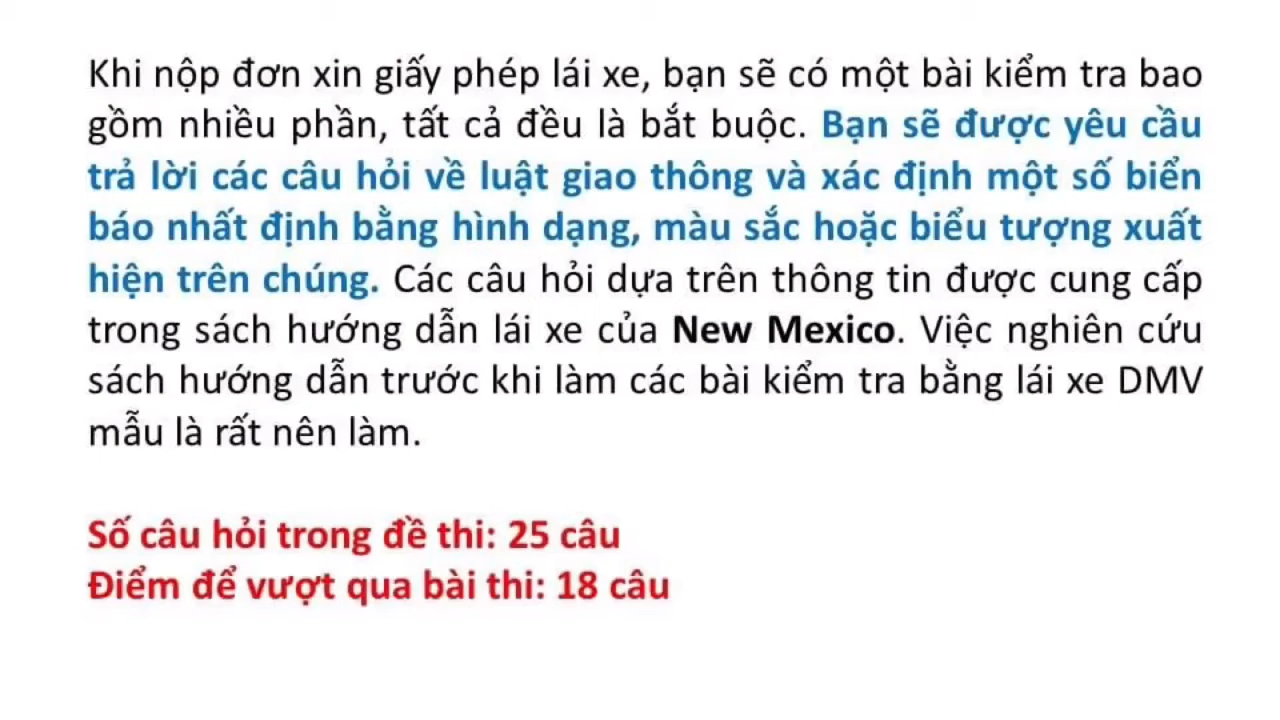 Khi nộp đơn xin giấy phép lái xe, bạn sẽ có một bài kiểm tra bao
gồm nhiều phần, tất cả đều là bắt buộc. Bạn sẽ được yêu cầu
trả lời các câu hỏi về luật giao thông và xác định một số biển
báo nhất định bằng hình dạng, màu sắc hoặc biểu tượng xuất
hiện trên chúng. Các câu hỏi dựa trên thông tin được cung cấp
trong sách hướng dẫn lái xe của New Mexico. Việc nghiên cứu
sách hướng dẫn trước khi làm các bài kiểm tra bằng lái xe DMV
mẫu là rất nên làm.
Số câu hỏi trong đề thi: 25 câu
Điểm để vượt qua bài thi: 18 câu